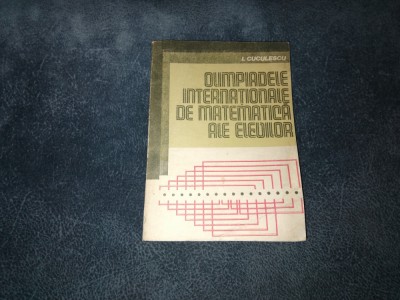 I. CUCULESCU
OLIMPIADELE
INTERNAȚIONALE
DE MATEMATICĂ
ALE ELEVILOR